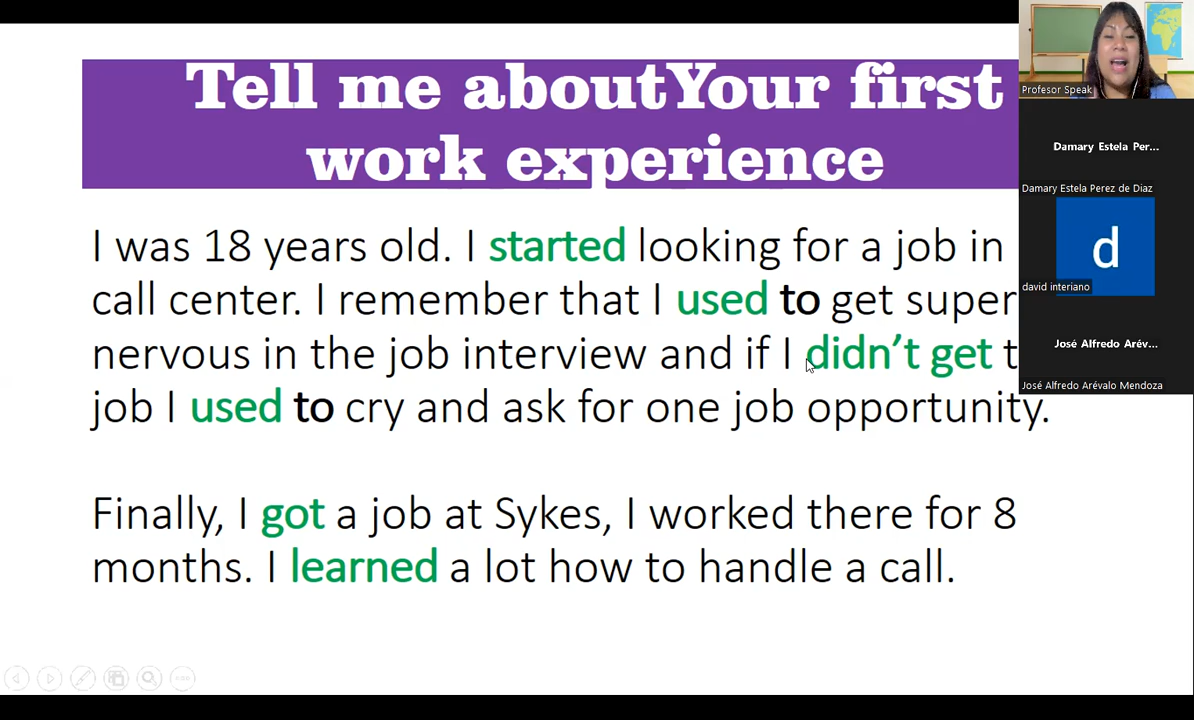 Tell me aboutYour first
work experience
I was 18 years old. I started looking for a job in
call center. I remember that I used to get super
nervous in the job interview and if I didn't get t
job I used to cry and ask for one job opportunity.
Finally, I got a job at Sykes, I worked there for 8
months. I learned a lot how to handle a call.
Profesor Speak
Damary Estela Per...
Damary Estela Perez de Diaz
d
david interiano
José Alfredo Arév...
José Alfredo Arévalo Mendoza